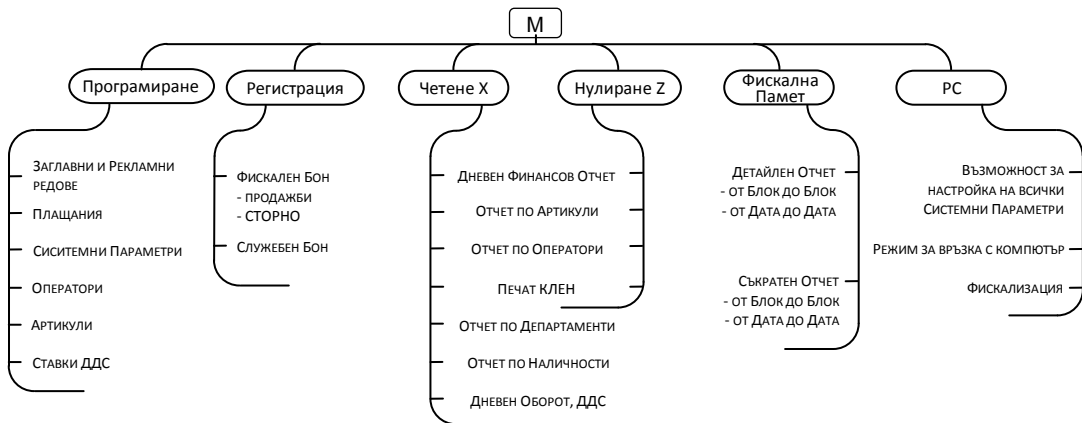 М
Програмиране
Заглавни и Рекламни
редове
Плащания
Сиситемни Параметри
Оператори
Артикули
Ставки ДДС
Регистрация
Фискален Бон
- продажби
- СТОРНО
Служебен Бон
Четене X
Нулиране Z
Дневен Финансов Отчет
Отчет по Артикули
Отчет по Оператори
Печат КЛЕН
Отчет по Департаменти
Отчет по Наличности
Дневен Оборот, ДДС
Фискална
Памет
Детайлен Отчет
- от Блок до Блок
- от Дата до Дата
Съкратен Отчет
- от Блок до Блок
- от Дата до Дата
PC
Възможност за
настройка на всички
Системни Параметри
Режим за връзка с компютър
Фискализация